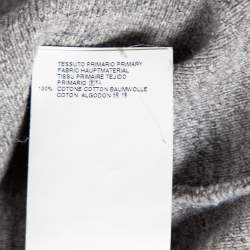 TESSUTO PRIMARIO PRIMARY
FABRIC HAUPTMATERIAL
TISSU PRIMAIRE TEJIDO
PRIMARIO
100% COTONE COTTON BAUMWOLLE
COTON ALGODON